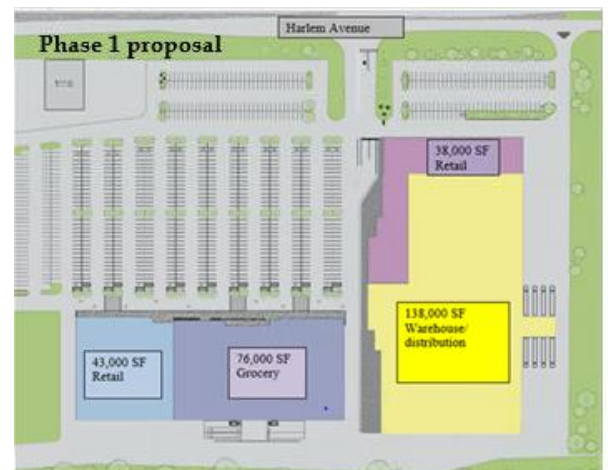 Harlem Avenue
Phase 1 proposal
38,000 SF
Retail
138,000 SF
Warehouse/
distribution
43,000 SF
Retail
76,000 SF
Grocery